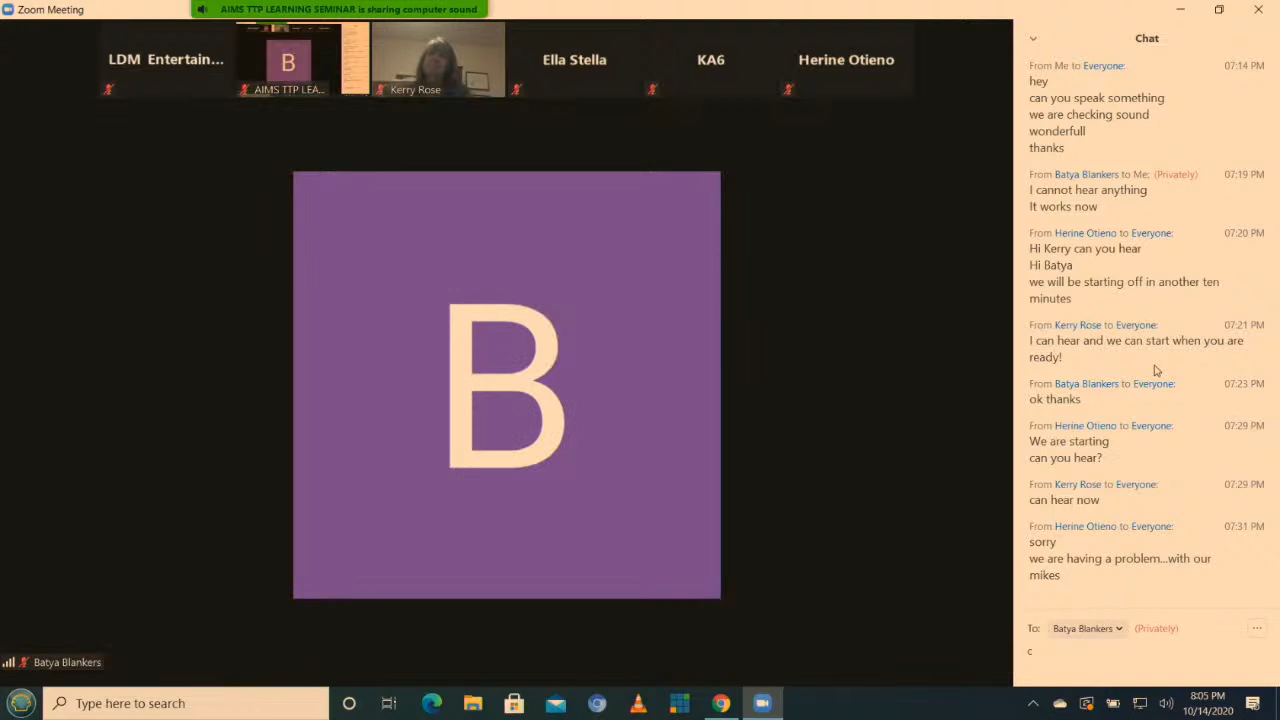 Zoom Meeting
AIMS TTP LEARNING SEMINAR is sharing computer sound
LDM Entertain...
B
AIMS TTP LEA...
Kerry Rose
Ella Stella
KA6
Herine Otieno
B
Batya Blankers
Chat
From Me to Everyone: 07:14 PM
hey
can you speak something
we are checking sound
wonderfull
thanks
From Batya Blankers to Me: (Privately) 07:19 PM
I cannot hear anything
It works now
From Herine Otieno to Everyone: 07:20 PM
Hi Kerry can you hear
Hi Batya
we will be starting off in another ten
minutes
From Kerry Rose to Everyone: 07:21 PM
I can hear and we can start when you are
ready!
From Batya Blankers to Everyone: 07:23 PM
ok thanks
From Herine Otieno to Everyone: 07:29 PM
We are starting
can you hear?
From Kerry Rose to Everyone: 07:29 PM
can hear now
From Herine Otieno to Everyone: 07:31 PM
sorry
we are having a problem...with our
mikes
To: Batya Blankers (Privately) ...
c
Type here to search
8:05 PM
10/14/2020